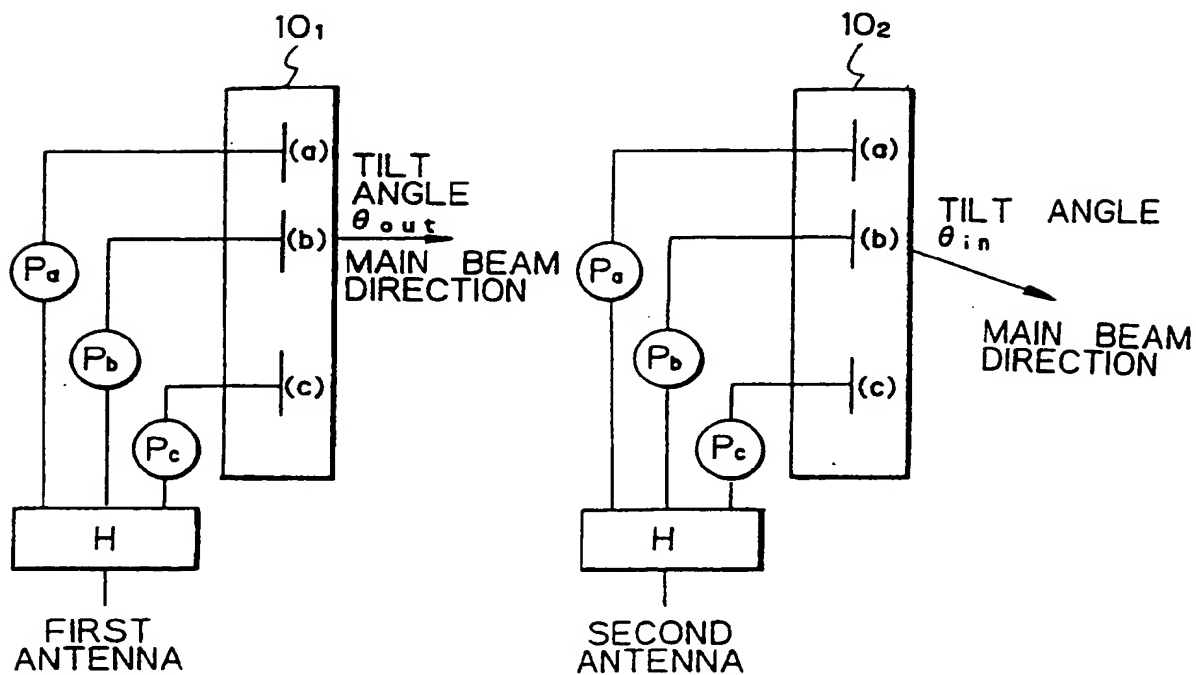 10₁
(a)
TILT
ANGLE
θout
(b)
Pa
MAIN BEAM
DIRECTION
Pb
(c)
Pc
H
FIRST
ANTENNA
10₂
(a)
TILT ANGLE
θin
(b)
Pa
MAIN BEAM
DIRECTION
Pb
(c)
Pc
H
SECOND
ANTENNA